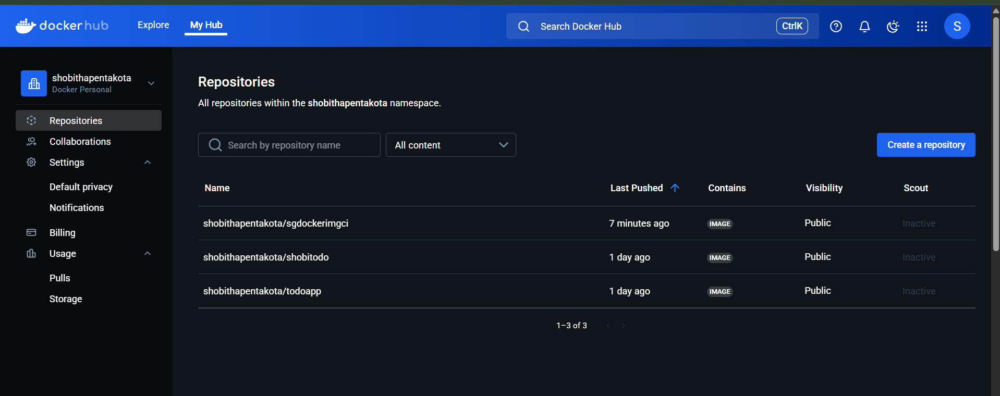 dockerhub
Explore
My Hub
Search Docker Hub
CtrlK
S
shobithapentakota
Docker Personal
Repositories
Collaborations
Settings
Default privacy
Notifications
Billing
Usage
Pulls
Storage
Repositories
All repositories within the shobithapentakota namespace.
Search by repository name
All content
Create a repository
Name Last Pushed Contains Visibility Scout
shobithapentakota/sgdockerimgci 7 minutes ago IMAGE Public Inactive
shobithapentakota/shobitodo 1 day ago IMAGE Public Inactive
shobithapentakota/todoapp 1 day ago IMAGE Public Inactive
1–3 of 3